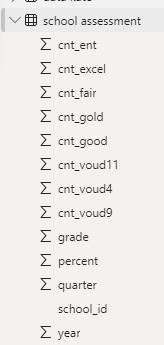 school assessment
∑ cnt_ent
∑ cnt_excel
∑ cnt_fair
∑ cnt_gold
∑ cnt_good
∑ cnt_voud11
∑ cnt_voud4
∑ cnt_voud9
∑ grade
∑ percent
∑ quarter
school_id
∑ year